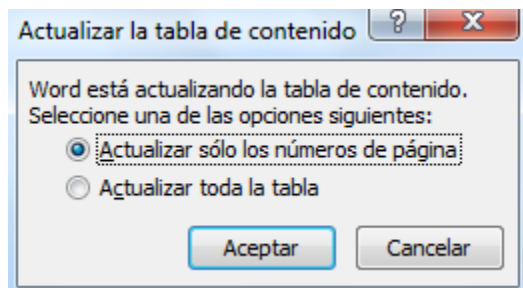 Actualizar la tabla de contenido
Word está actualizando la tabla de contenido.
Seleccione una de las opciones siguientes:
Actualizar sólo los números de página
Actualizar toda la tabla
Aceptar Cancelar